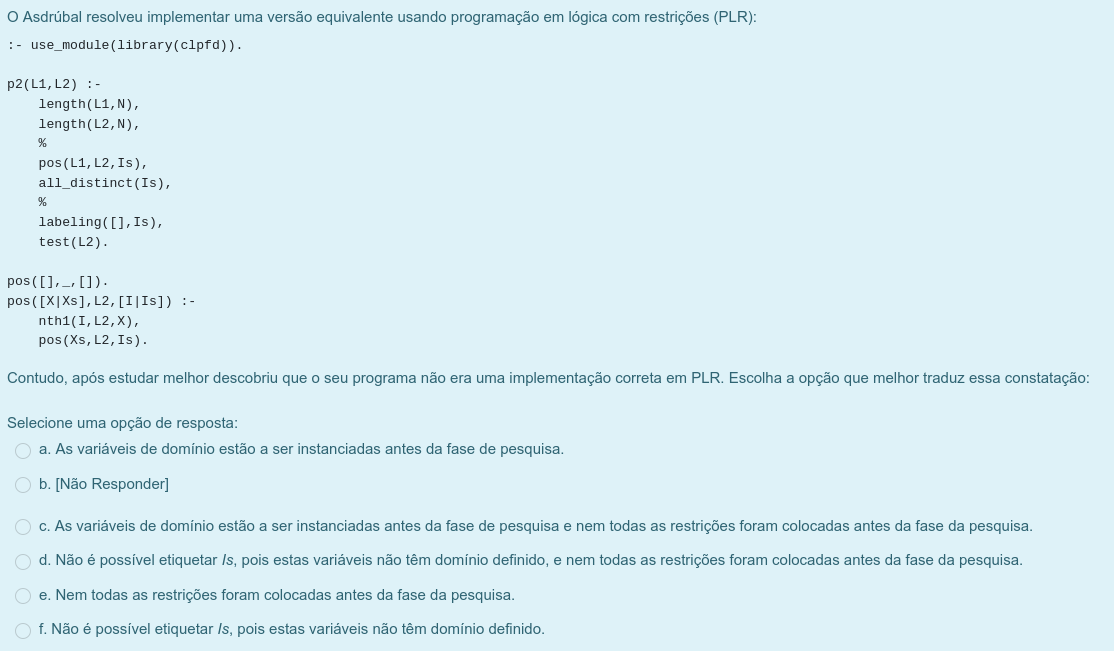 O Asdrúbal resolveu implementar uma versão equivalente usando programação em lógica com restrições (PLR):
:- use_module(library(clpfd)).
p2(L1,L2) :-
length(L1,N),
length(L2,N),
%
pos(L1,L2,Is),
all_distinct(Is),
%
labeling([],Is),
test(L2).
pos([],_,[]).
pos([X|Xs],L2,[I|Is]) :-
nth1(I,L2,X),
pos(Xs,L2,Is).
Contudo, após estudar melhor descobriu que o seu programa não era uma implementação correta em PLR. Escolha a opção que melhor traduz essa constatação:
Selecione uma opção de resposta:
a. As variáveis de domínio estão a ser instanciadas antes da fase de pesquisa.
b. [Não Responder]
c. As variáveis de domínio estão a ser instanciadas antes da fase de pesquisa e nem todas as restrições foram colocadas antes da fase da pesquisa.
d. Não é possível etiquetar Is, pois estas variáveis não têm domínio definido, e nem todas as restrições foram colocadas antes da fase da pesquisa.
e. Nem todas as restrições foram colocadas antes da fase da pesquisa.
f. Não é possível etiquetar Is, pois estas variáveis não têm domínio definido.